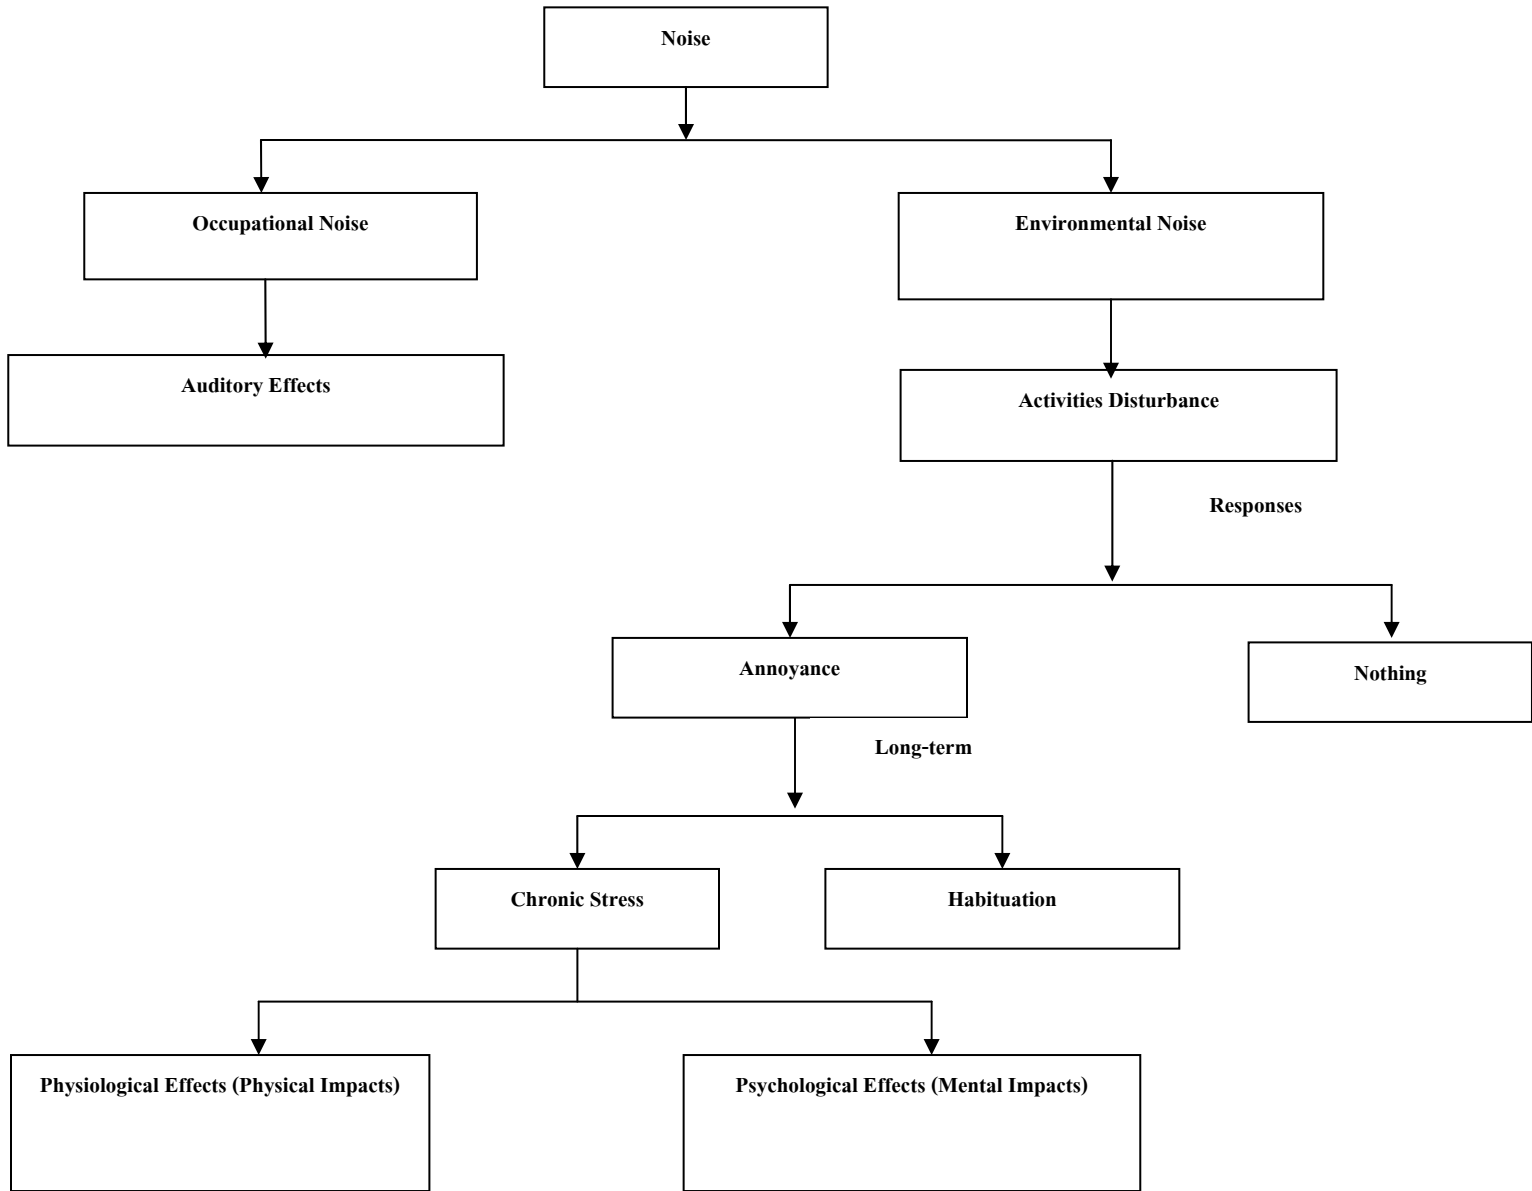 Noise
Occupational Noise
Environmental Noise
Auditory Effects
Activities Disturbance
Responses
Annoyance
Nothing
Long-term
Chronic Stress
Habituation
Physiological Effects (Physical Impacts)
Psychological Effects (Mental Impacts)